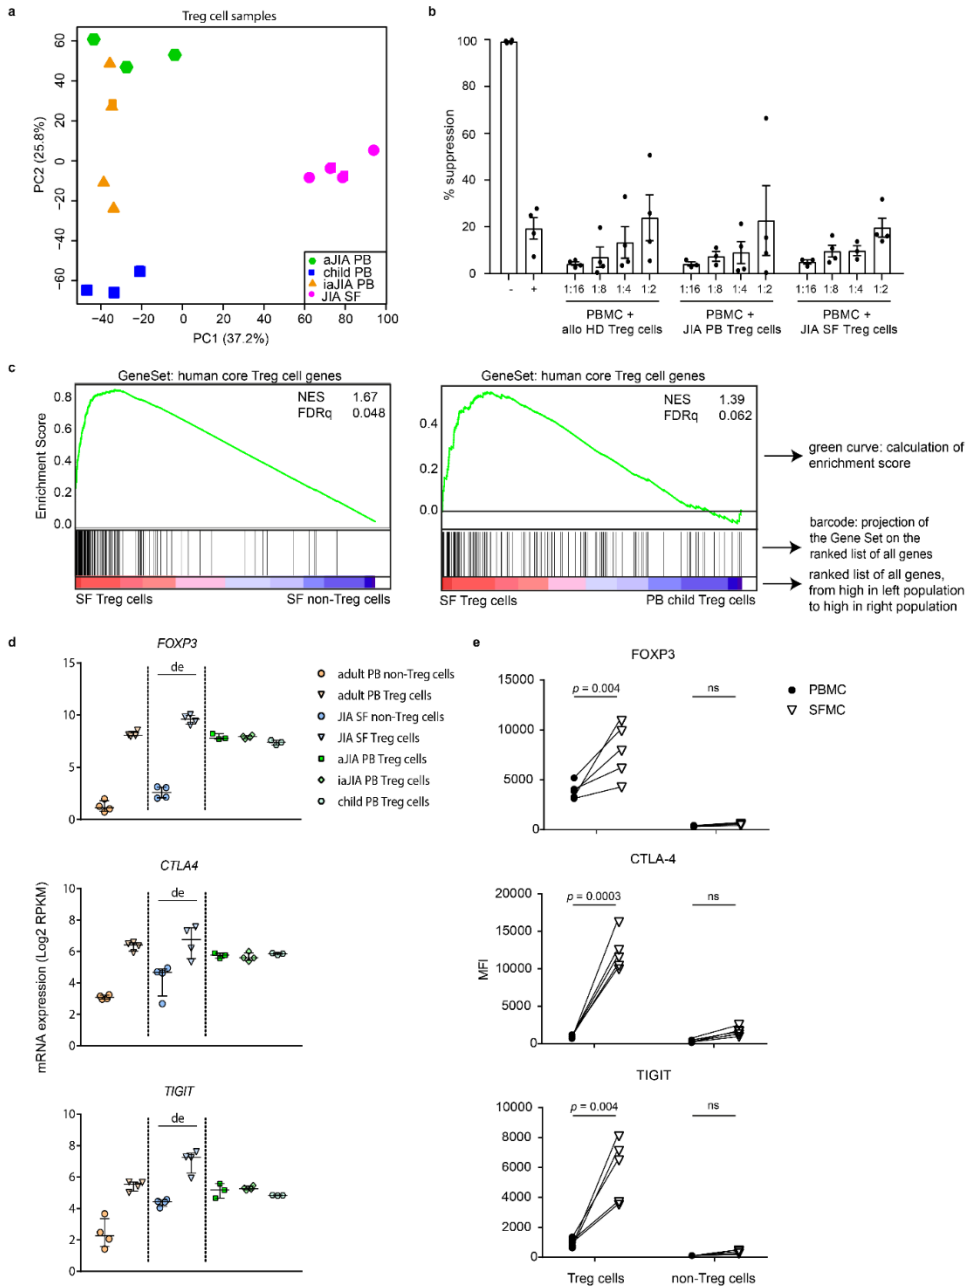 a
Treg cell samples
PC2 (25.8%)
60
40
20
0
−20
−40
−60
aJIA PB
child PB
iaJIA PB
JIA SF
−40 −20 0 20 40 60 80 100
PC1 (37.2%)
b
% suppression
100
80
60
40
20
0
- + 1:16 1:8 1:4 1:2 1:16 1:8 1:4 1:2 1:16 1:8 1:4 1:2
PBMC + PBMC + PBMC +
allo HD Treg cells JIA PB Treg cells JIA SF Treg cells
c
GeneSet: human core Treg cell genes
NES 1.67
FDRq 0.048
Enrichment Score
0.8
0.6
0.4
0.2
0.0
SF Treg cells SF non-Treg cells
GeneSet: human core Treg cell genes
NES 1.39
FDRq 0.062
0.4
0.2
0.0
SF Treg cells PB child Treg cells
green curve: calculation of
enrichment score
barcode: projection of
the Gene Set on the
ranked list of all genes
ranked list of all genes,
from high in left population
to high in right population
d
FOXP3
de
15
10
5
0
adult PB non-Treg cells
adult PB Treg cells
JIA SF non-Treg cells
JIA SF Treg cells
aJIA PB Treg cells
iaJIA PB Treg cells
child PB Treg cells
mRNA expression (Log2 RPKM)
CTLA4
de
10
8
6
4
2
0
TIGIT
de
10
8
6
4
2
0
e
FOXP3
p = 0.004 ns
15000
10000
5000
0
PBMC
SFMC
CTLA-4
p = 0.0003 ns
MFI
20000
15000
10000
5000
0
TIGIT
p = 0.004 ns
10000
8000
6000
4000
2000
0
Treg cells non-Treg cells